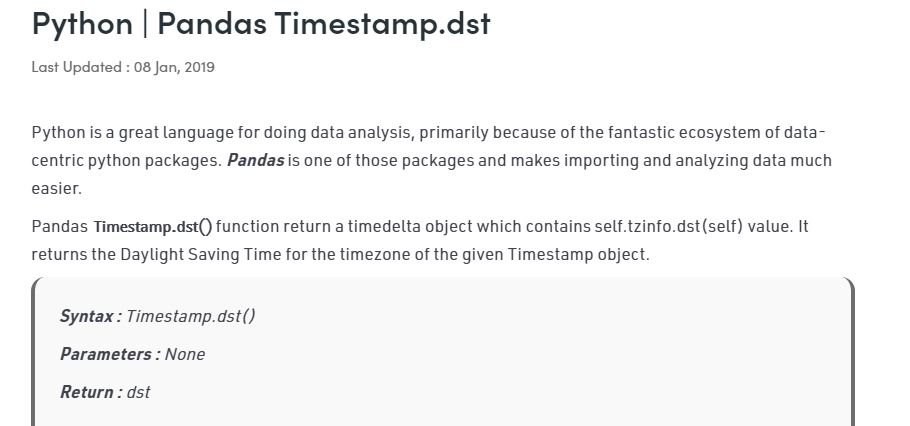 Python | Pandas Timestamp.dst
Last Updated : 08 Jan, 2019
Python is a great language for doing data analysis, primarily because of the fantastic ecosystem of data-
centric python packages. Pandas is one of those packages and makes importing and analyzing data much
easier.
Pandas Timestamp.dst() function return a timedelta object which contains self.tzinfo.dst(self) value. It
returns the Daylight Saving Time for the timezone of the given Timestamp object.
Syntax : Timestamp.dst()
Parameters : None
Return : dst